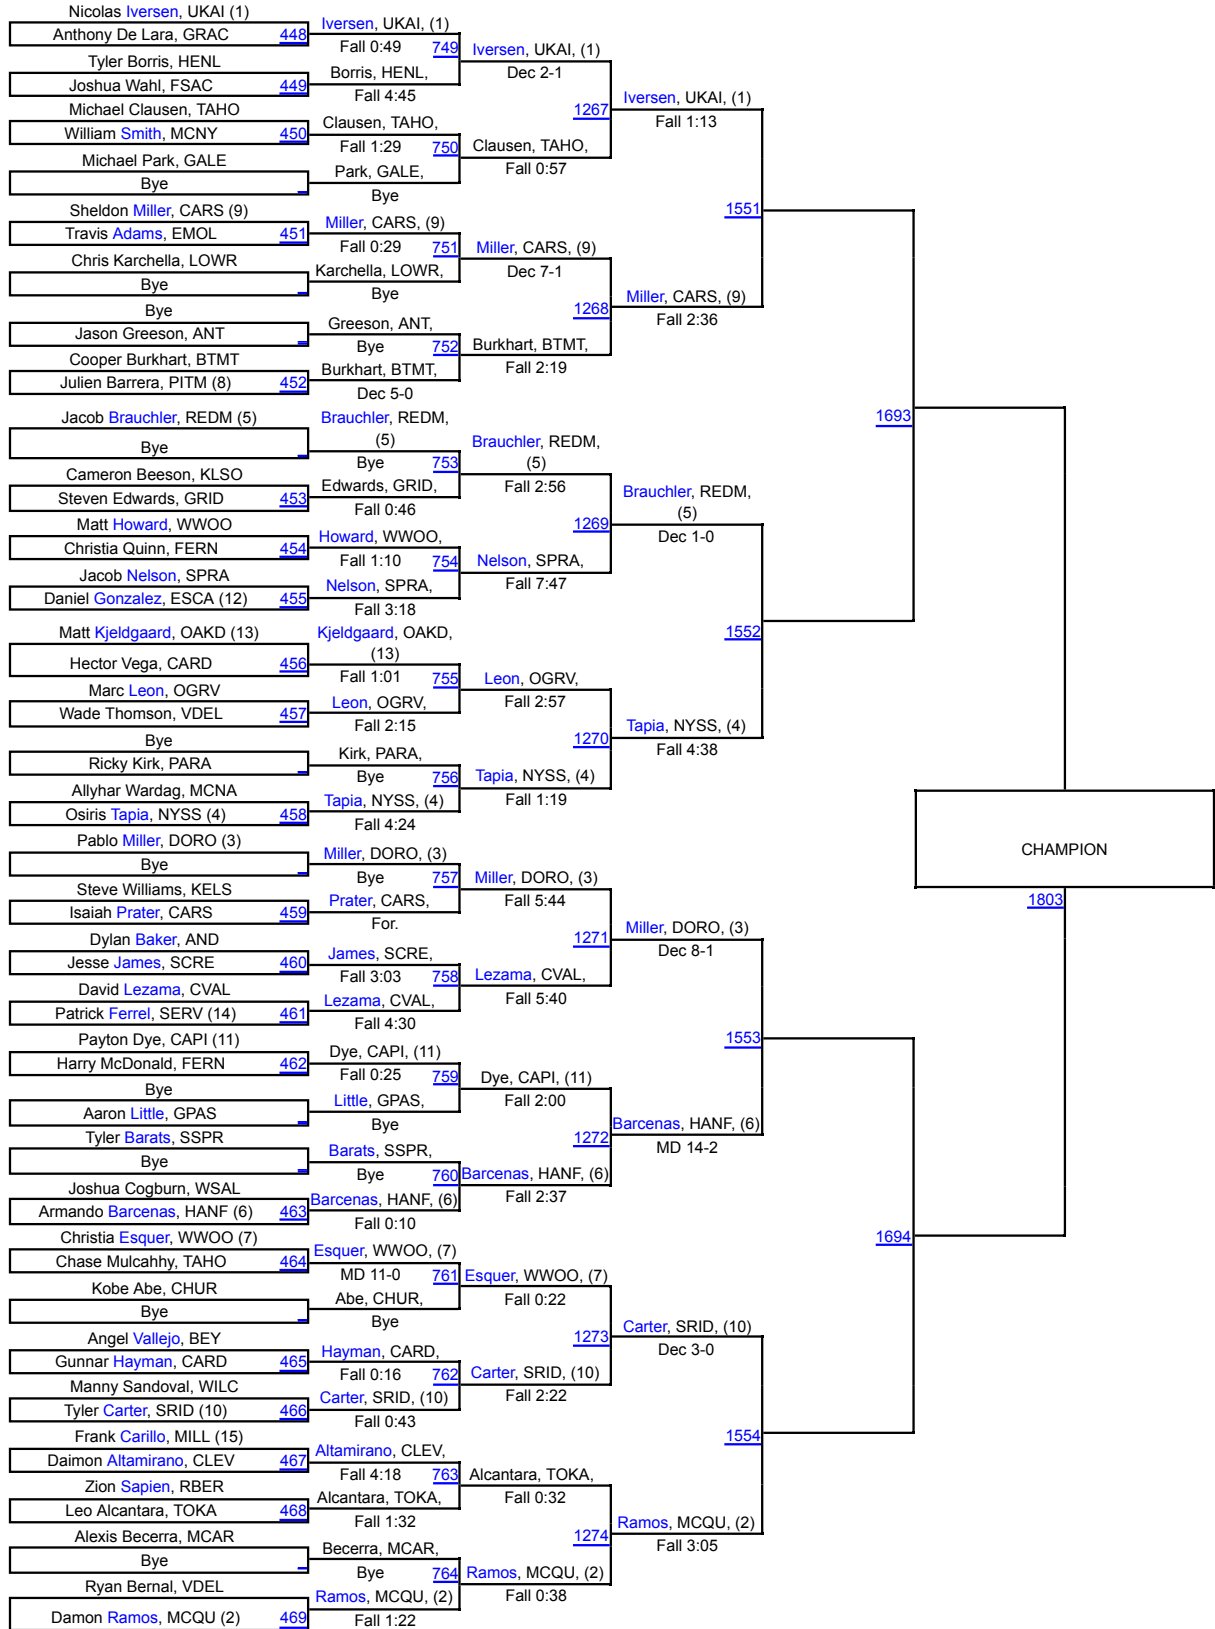 Nicolas Iversen, UKAI (1)
Anthony De Lara, GRAC 448
Tyler Borris, HENL
Joshua Wahl, FSAC 449
Michael Clausen, TAHO
William Smith, MCNY 450
Michael Park, GALE
Bye
Sheldon Miller, CARS (9)
Travis Adams, EMOL 451
Chris Karchella, LOWR
Bye
Bye
Jason Greeson, ANT
Cooper Burkhart, BTMT
Julien Barrera, PITM (8) 452
Jacob Brauchler, REDM (5)
Bye
Cameron Beeson, KLSO
Steven Edwards, GRID 453
Matt Howard, WWOO
Christia Quinn, FERN 454
Jacob Nelson, SPRA
Daniel Gonzalez, ESCA (12) 455
Matt Kjeldgaard, OAKD (13)
Hector Vega, CARD 456
Marc Leon, OGRV
Wade Thomson, VDEL 457
Bye
Ricky Kirk, PARA
Allyhar Wardag, MCNA
Osiris Tapia, NYSS (4) 458
Pablo Miller, DORO (3)
Bye
Steve Williams, KELS
Isaiah Prater, CARS 459
Dylan Baker, AND
Jesse James, SCRE 460
David Lezama, CVAL
Patrick Ferrel, SERV (14) 461
Payton Dye, CAPI (11)
Harry McDonald, FERN 462
Bye
Aaron Little, GPAS
Tyler Barats, SSPR
Bye
Joshua Cogburn, WSAL
Armando Barcenas, HANF (6) 463
Christia Esquer, WWOO (7)
Chase Mulcahhy, TAHO 464
Kobe Abe, CHUR
Bye
Angel Vallejo, BEY
Gunnar Hayman, CARD 465
Manny Sandoval, WILC
Tyler Carter, SRID (10) 466
Frank Carillo, MILL (15)
Daimon Altamirano, CLEV 467
Zion Sapien, RBER
Leo Alcantara, TOKA 468
Alexis Becerra, MCAR
Bye
Ryan Bernal, VDEL
Damon Ramos, MCQU (2) 469
Iversen, UKAI, (1)
Fall 0:49 749
Borris, HENL,
Fall 4:45
Clausen, TAHO,
Fall 1:29 750
Park, GALE,
Bye
Miller, CARS, (9)
Fall 0:29 751
Karchella, LOWR,
Bye
Greeson, ANT,
Bye 752
Burkhart, BTMT,
Dec 5-0
Brauchler, REDM,
(5)
Bye 753
Edwards, GRID,
Fall 0:46
Howard, WWOO,
Fall 1:10 754
Nelson, SPRA,
Fall 3:18
Kjeldgaard, OAKD,
(13)
Fall 1:01 755
Leon, OGRV,
Fall 2:15
Kirk, PARA,
Bye 756
Tapia, NYSS, (4)
Fall 4:24
Miller, DORO, (3)
Bye 757
Prater, CARS,
For.
James, SCRE,
Fall 3:03 758
Lezama, CVAL,
Fall 4:30
Dye, CAPI, (11)
Fall 0:25 759
Little, GPAS,
Bye
Barats, SSPR,
Bye 760
Barcenas, HANF, (6)
Fall 0:10
Esquer, WWOO, (7)
MD 11-0 761
Abe, CHUR,
Bye
Hayman, CARD,
Fall 0:16 762
Carter, SRID, (10)
Fall 0:43
Altamirano, CLEV,
Fall 4:18 763
Alcantara, TOKA,
Fall 1:32
Becerra, MCAR,
Bye 764
Ramos, MCQU, (2)
Fall 1:22
Iversen, UKAI, (1)
Dec 2-1
1267
Clausen, TAHO,
Fall 0:57
Miller, CARS, (9)
Dec 7-1
1268
Burkhart, BTMT,
Fall 2:19
Brauchler, REDM,
(5)
Fall 2:56
1269
Nelson, SPRA,
Fall 7:47
Leon, OGRV,
Fall 2:57
1270
Tapia, NYSS, (4)
Fall 1:19
Miller, DORO, (3)
Fall 5:44
1271
Lezama, CVAL,
Fall 5:40
Dye, CAPI, (11)
Fall 2:00
1272
Barcenas, HANF, (6)
Fall 2:37
Esquer, WWOO, (7)
Fall 0:22
1273
Carter, SRID, (10)
Fall 2:22
Alcantara, TOKA,
Fall 0:32
1274
Ramos, MCQU, (2)
Fall 0:38
Iversen, UKAI, (1)
Fall 1:13
1551
Miller, CARS, (9)
Fall 2:36
Brauchler, REDM,
(5)
Dec 1-0
1552
Tapia, NYSS, (4)
Fall 4:38
Miller, DORO, (3)
Dec 8-1
1553
Barcenas, HANF, (6)
MD 14-2
Carter, SRID, (10)
Dec 3-0
1554
Ramos, MCQU, (2)
Fall 3:05
1693
1694
CHAMPION
1803